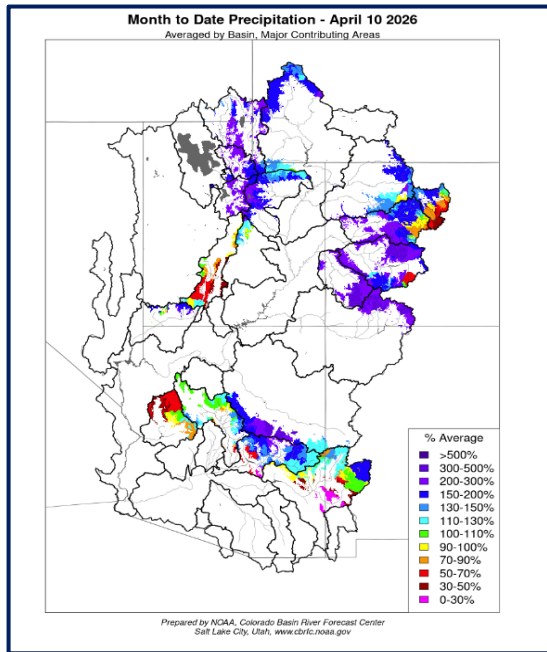 Month to Date Precipitation - April 10 2026
Averaged by Basin, Major Contributing Areas
% Average
>500%
300-500%
200-300%
150-200%
130-150%
110-130%
100-110%
90-100%
70-90%
50-70%
30-50%
0-30%
Prepared by NOAA, Colorado Basin River Forecast Center
Salt Lake City, Utah, www.cbrfc.noaa.gov